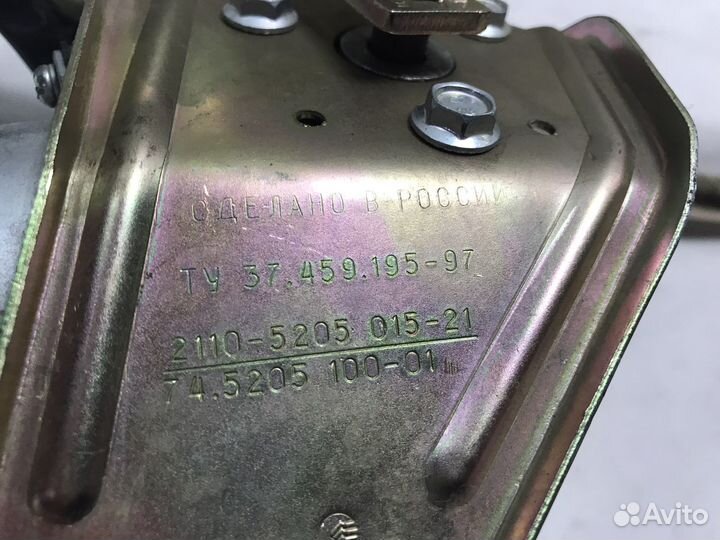 СДЕЛАНО В РОССИИ
ТУ 37.459.195-97
2110-5205 015-21
74.5205 100-01
Avito